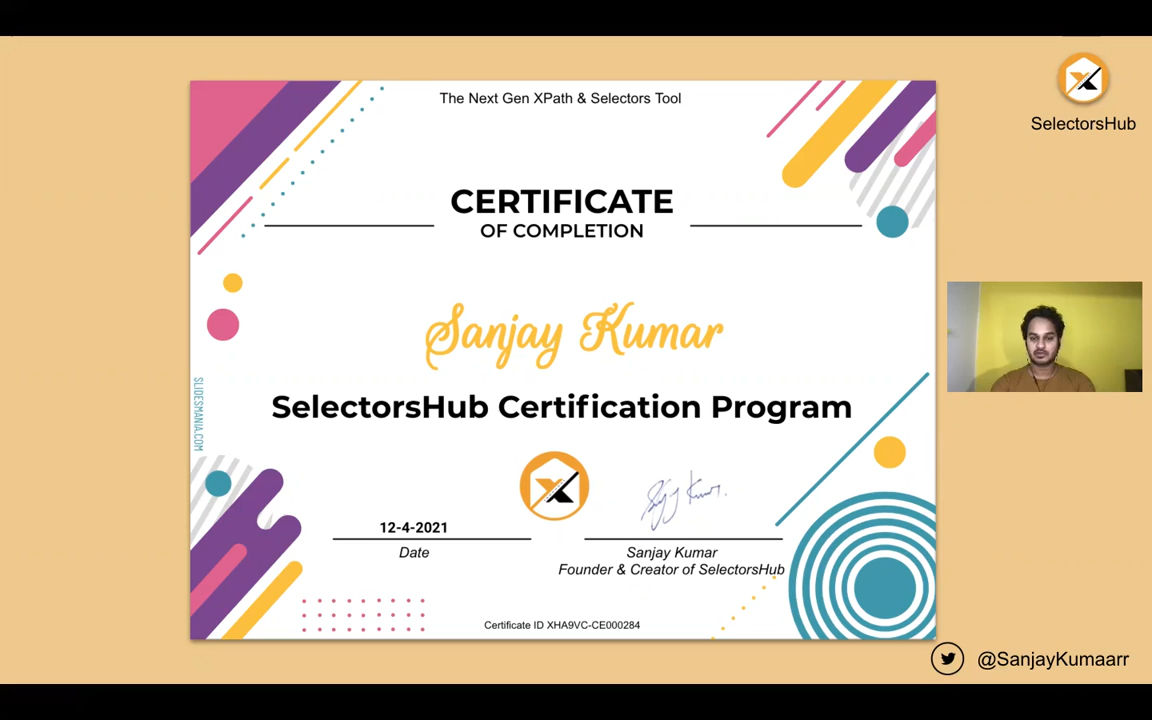 The Next Gen XPath & Selectors Tool
SelectorsHub
CERTIFICATE
OF COMPLETION
Sanjay Kumar
SelectorsHub Certification Program
SLIDESMANIA.COM
12-4-2021
Date
Sanjay Kumar
Founder & Creator of SelectorsHub
Certificate ID XHA9VC-CE000284
@SanjayKumaarr